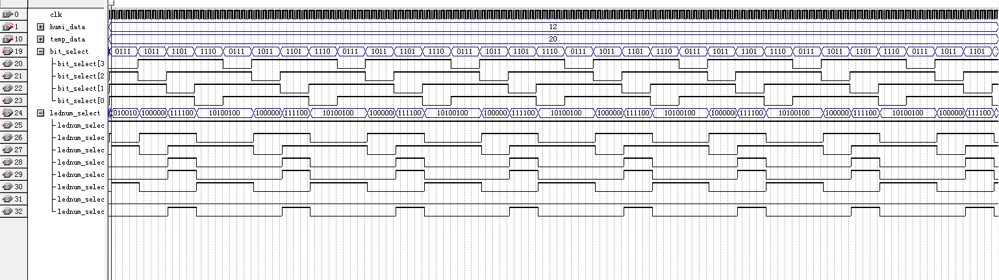 0 clk
1 humi_data 12
10 temp_data 20
19 bit_select 0111 1011 1101 1110 0111 1011 1101 1110 0111 1011 1101 1110 0111 1011 1101 1110 0111 1011 1101 1110 0111 1011 1101 1110 0111 1011 1101 1110 0111 1011 1101
20 bit_select[3
21 bit_select[2
22 bit_select[1
23 bit_select[0
24 lednum_select 010010 100000 111100 10100100 100000 111100 10100100 100000 111100 10100100 100000 111100 10100100 100000 111100 10100100 100000 111100 10100100 100000 111100 10100100 100000 111100
25 lednum_selec
26 lednum_selec
27 lednum_selec
28 lednum_selec
29 lednum_selec
30 lednum_selec
31 lednum_selec
32 lednum_selec